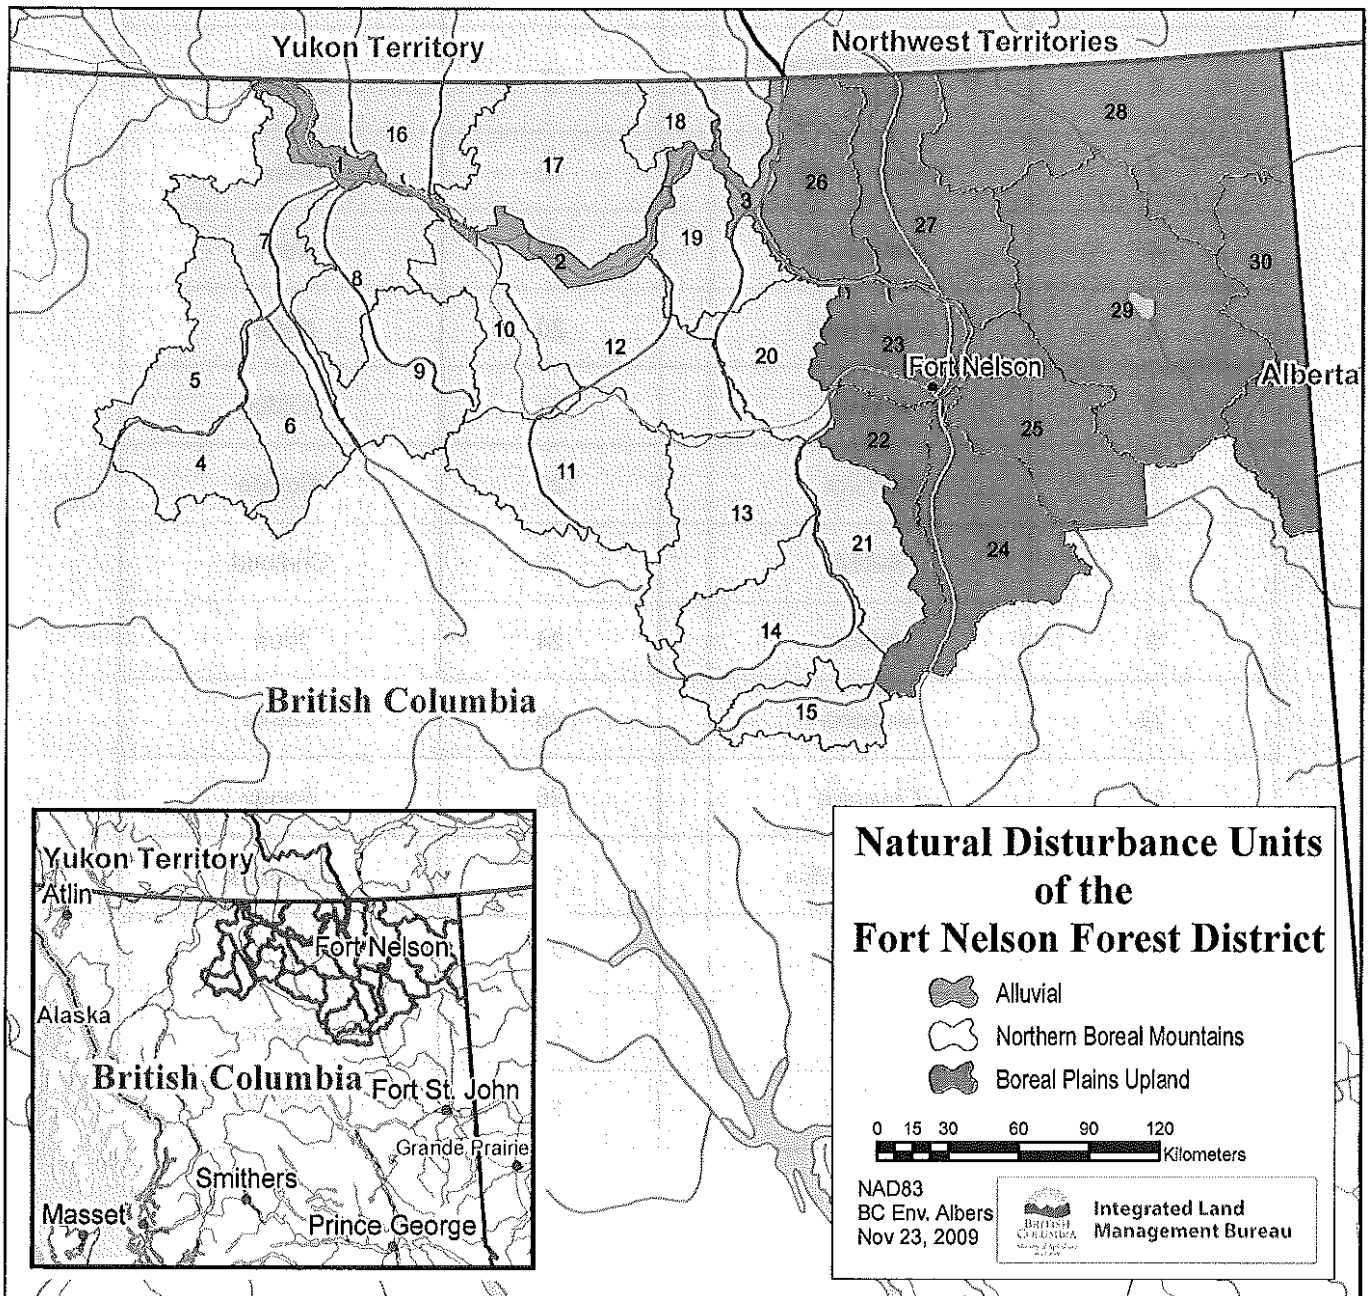 Yukon Territory
Northwest Territories
28
18
16
17
1
26
30
3
27
19
7
2
8
29
10
12
23
20
Fort Nelson
9
5
Alberta
6
22
25
4
11
13
21
24
14
15
British Columbia
Natural Disturbance Units
of the
Fort Nelson Forest District
Alluvial
Northern Boreal Mountains
Boreal Plains Upland
0 15 30 60 90 120
Kilometers
NAD83
BC Env. Albers
Nov 23, 2009
BRITISH
COLUMBIA
Integrated Land
Management Bureau
Yukon Territory
Atlin
Fort Nelson
Alaska
British Columbia
Fort St. John
Grande Prairie
Smithers
Masset
Prince George